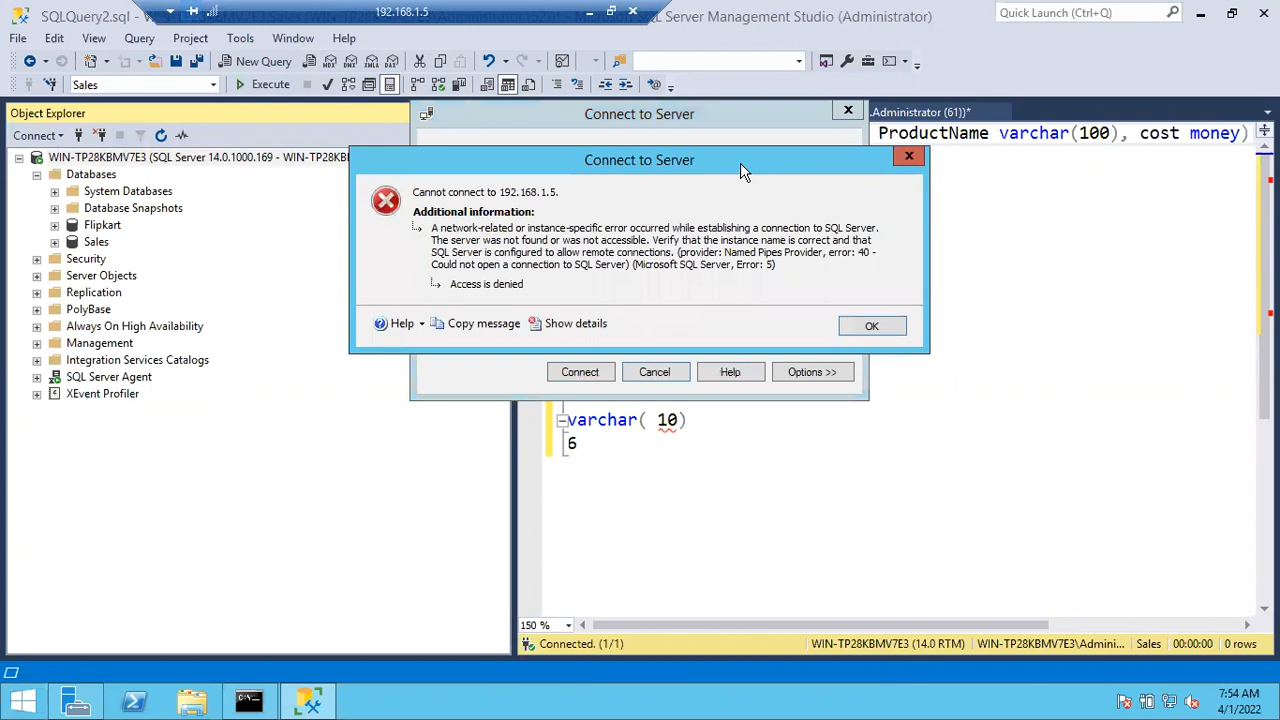 SQLQuery2.sql - WIN-TP28KBMV7E3.Sales
192.168.1.5
SQL Server Management Studio (Administrator)
Quick Launch (Ctrl+Q)
File Edit View Query Project Tools Window Help
New Query
MDX DMX XMLA DAX
Sales
Execute
Object Explorer
Connect
WIN-TP28KBMV7E3 (SQL Server 14.0.1000.169 - WIN-TP28KBMV7E3
Databases
System Databases
Database Snapshots
Flipkart
Sales
Security
Server Objects
Replication
PolyBase
Always On High Availability
Management
Integration Services Catalogs
SQL Server Agent
XEvent Profiler
Connect to Server
.Administrator (61))*
ProductName varchar(100), cost money)
Connect to Server
Cannot connect to 192.168.1.5.
Additional information:
A network-related or instance-specific error occurred while establishing a connection to SQL Server.
The server was not found or was not accessible. Verify that the instance name is correct and that
SQL Server is configured to allow remote connections. (provider: Named Pipes Provider, error: 40 -
Could not open a connection to SQL Server) (Microsoft SQL Server, Error: 5)
Access is denied
Help Copy message Show details OK
Connect Cancel Help Options >>
varchar( 10)
6
150 %
Connected. (1/1) WIN-TP28KBMV7E3 (14.0 RTM) WIN-TP28KBMV7E3\Admini... Sales 00:00:00 0 rows
7:54 AM
4/1/2022